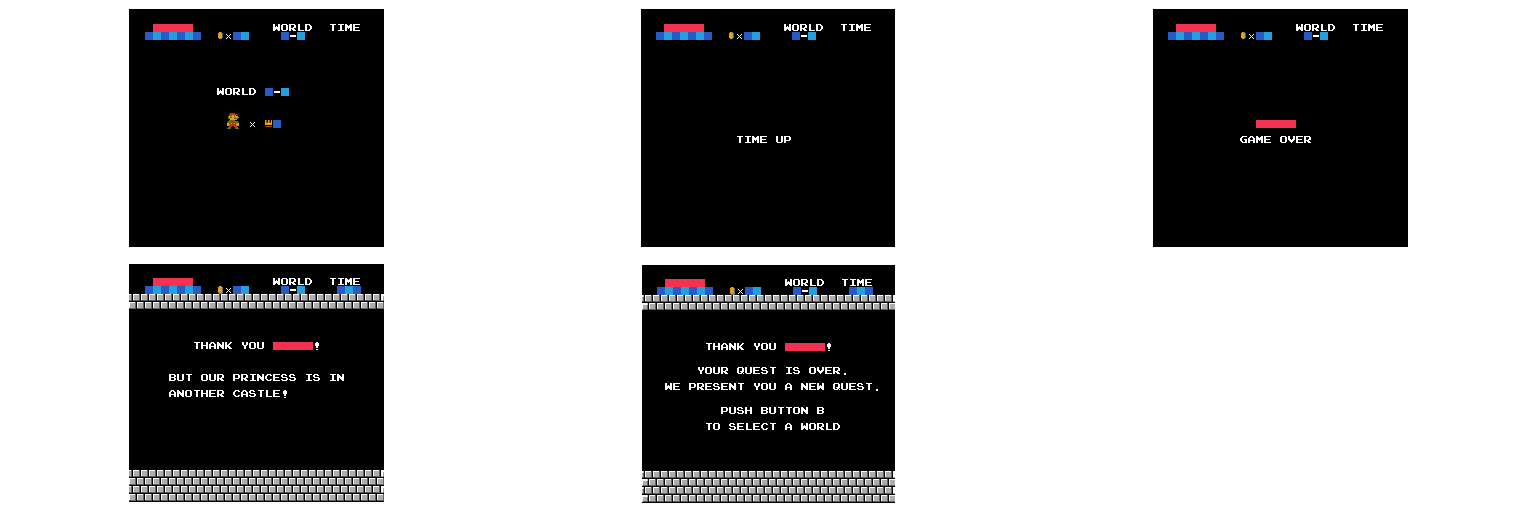 WORLD TIME
×
-
WORLD -
×
WORLD TIME
×
-
TIME UP
WORLD TIME
×
-
GAME OVER
WORLD TIME
×
-
THANK YOU !
BUT OUR PRINCESS IS IN
ANOTHER CASTLE!
WORLD TIME
×
-
THANK YOU !
YOUR QUEST IS OVER.
WE PRESENT YOU A NEW QUEST.
PUSH BUTTON B
TO SELECT A WORLD